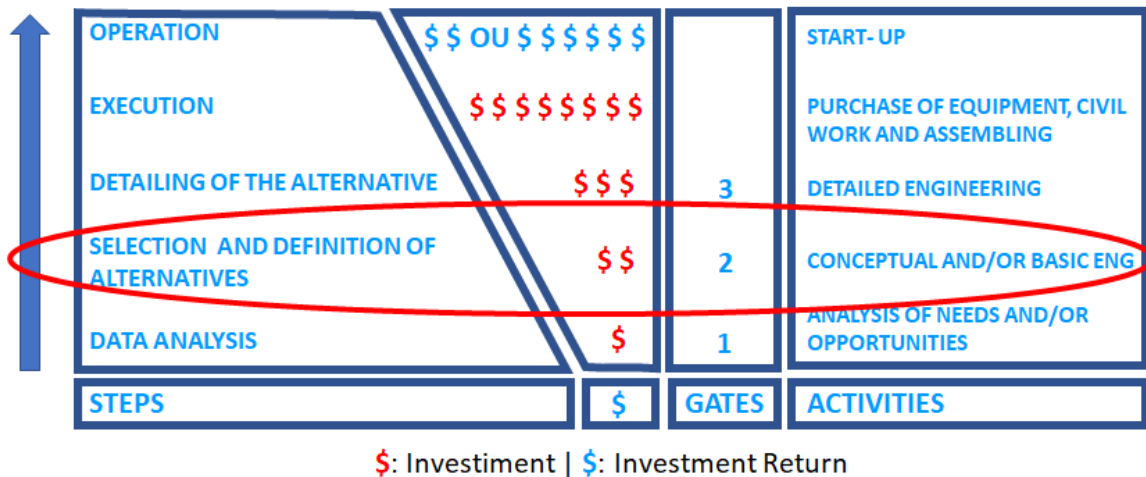 OPERATION
$ $ OU $ $ $ $ $ $
START- UP
EXECUTION
$ $ $ $ $ $ $ $
PURCHASE OF EQUIPMENT, CIVIL
WORK AND ASSEMBLING
DETAILING OF THE ALTERNATIVE
$ $ $
3
DETAILED ENGINEERING
SELECTION AND DEFINITION OF
ALTERNATIVES
$ $
2
CONCEPTUAL AND/OR BASIC ENG
DATA ANALYSIS
$
1
ANALYSIS OF NEEDS AND/OR
OPPORTUNITIES
STEPS
$
GATES
ACTIVITIES
$: Investiment | $: Investment Return